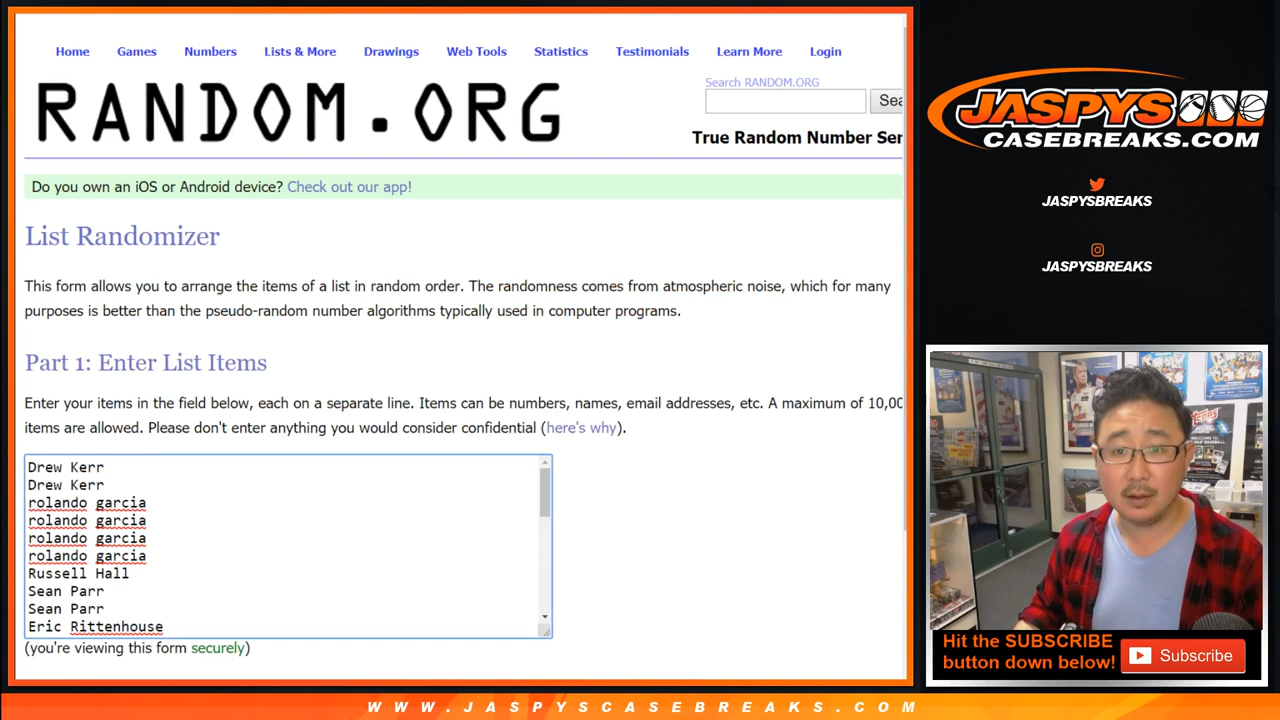 Home Games Numbers Lists & More Drawings Web Tools Statistics Testimonials Learn More Login
RANDOM.ORG
Search RANDOM.ORG
Sea
True Random Number Ser
Do you own an iOS or Android device? Check out our app!
List Randomizer
This form allows you to arrange the items of a list in random order. The randomness comes from atmospheric noise, which for many
purposes is better than the pseudo-random number algorithms typically used in computer programs.
Part 1: Enter List Items
Enter your items in the field below, each on a separate line. Items can be numbers, names, email addresses, etc. A maximum of 10,00
items are allowed. Please don't enter anything you would consider confidential (here's why).
Drew Kerr
Drew Kerr
rolando garcia
rolando garcia
rolando garcia
rolando garcia
Russell Hall
Sean Parr
Sean Parr
Eric Rittenhouse
(you're viewing this form securely)
JASPYS
CASEBREAKS.COM
JASPYSBREAKS
JASPYSBREAKS
topps
Hit the SUBSCRIBE
button down below!
Subscribe
WWW.JASPYSCASEBREAKS.COM